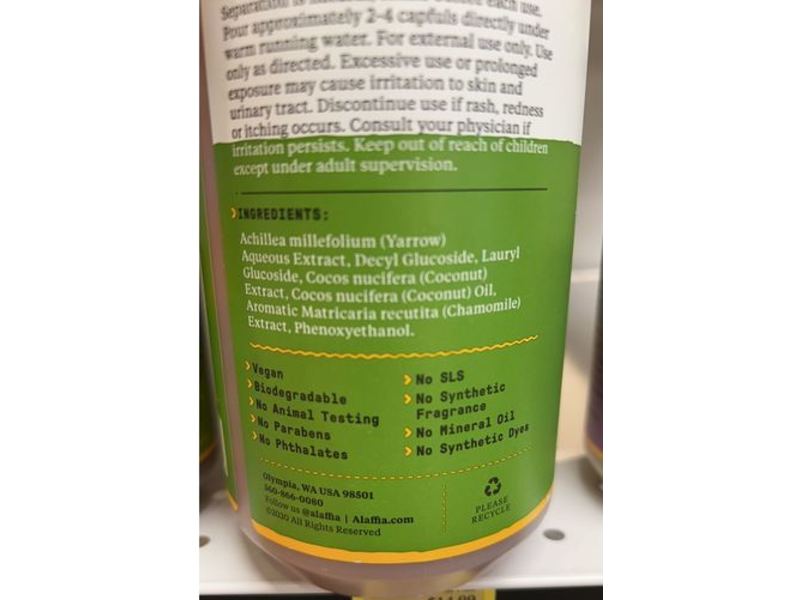 Separation is natural. each use.
Pour approximately 2-4 capfuls directly under
warm running water. For external use only. Use
only as directed. Excessive use or prolonged
exposure may cause irritation to skin and
urinary tract. Discontinue use if rash, redness
or itching occurs. Consult your physician if
irritation persists. Keep out of reach of children
except under adult supervision.
INGREDIENTS:
Achillea millefolium (Yarrow)
Aqueous Extract, Decyl Glucoside, Lauryl
Glucoside, Cocos nucifera (Coconut)
Extract, Cocos nucifera (Coconut) Oil,
Aromatic Matricaria recutita (Chamomile)
Extract, Phenoxyethanol.
Vegan
Biodegradable
No Animal Testing
No Parabens
No Phthalates
No SLS
No Synthetic
Fragrance
No Mineral Oil
No Synthetic Dyes
Olympia, WA USA 98501
360-866-0080
Follow us @alaffia | Alaffia.com
©2020 All Rights Reserved
PLEASE
RECYCLE